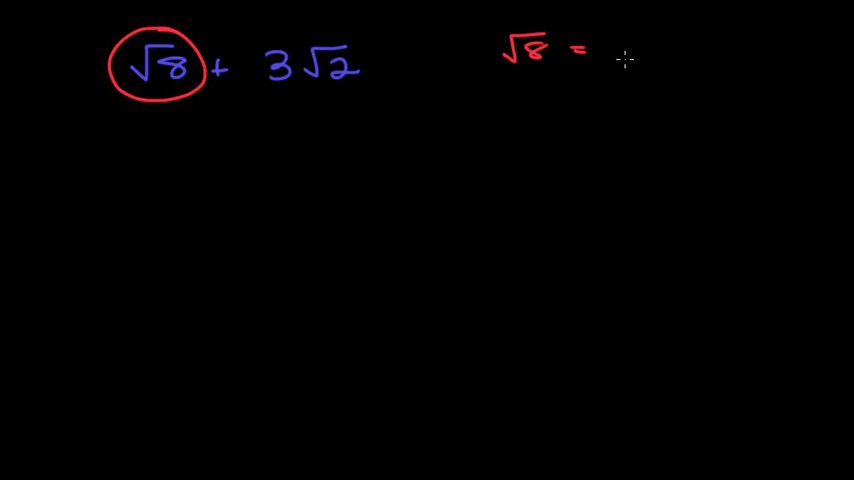 √8 + 3√2
√8 =